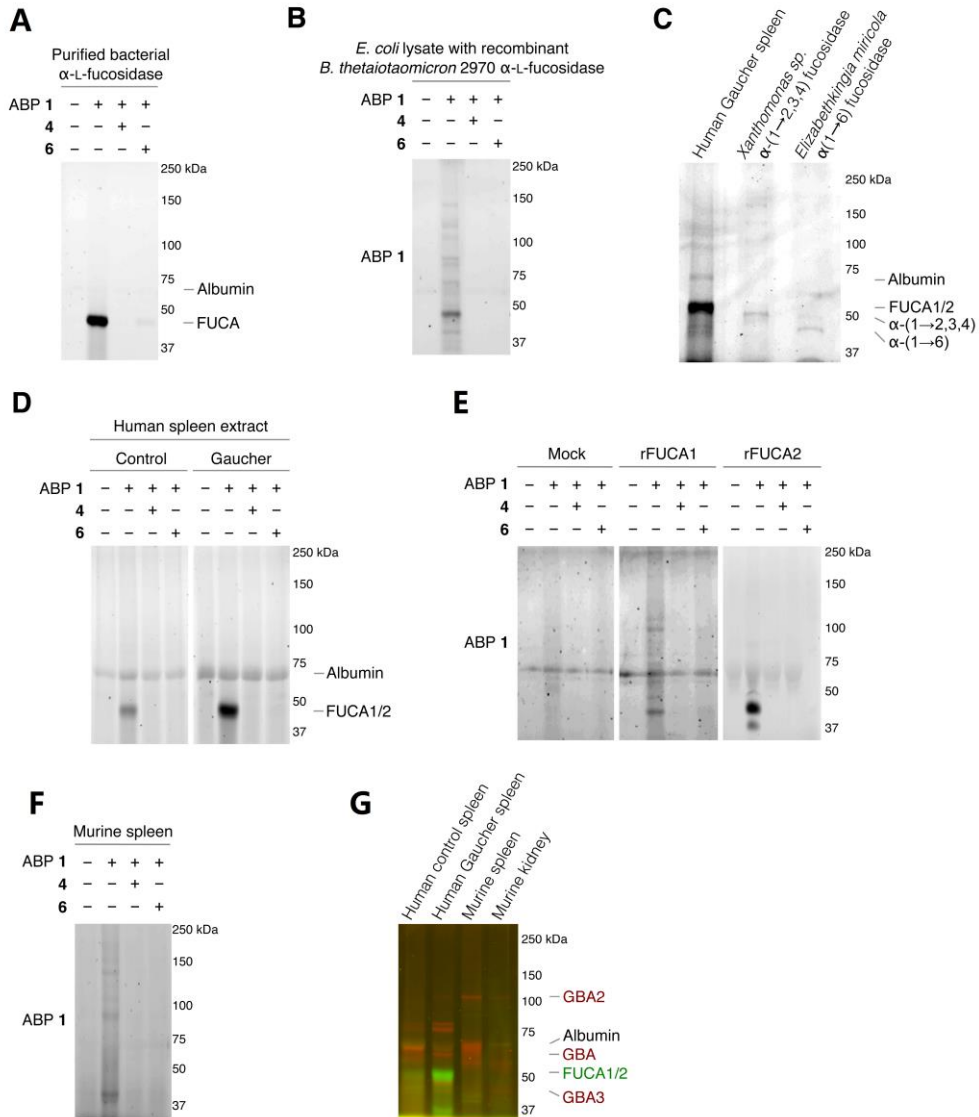 A
Purified bacterial
α-L-fucosidase
ABP 1 – + + +
4 – – + –
6 – – – +
250 kDa
150
100
75
50
37
Albumin
FUCA
B
E. coli lysate with recombinant
B. thetaiotaomicron 2970 α-L-fucosidase
ABP 1 – + + +
4 – – + –
6 – – – +
ABP 1
250 kDa
150
100
75
50
37
C
Human Gaucher spleen
Xanthomonas sp.
α-(1→2,3,4) fucosidase
Elizabethkingia miricola
α(1→6) fucosidase
250 kDa
150
100
75
50
37
Albumin
FUCA1/2
α-(1→2,3,4)
α-(1→6)
D
Human spleen extract
Control Gaucher
ABP 1 – + + + – + + +
4 – – + – – – + –
6 – – – + – – – +
250 kDa
150
100
75
50
37
Albumin
FUCA1/2
E
Mock rFUCA1 rFUCA2
ABP 1 – + + + – + + + – + + +
4 – – + – – – + – – – + –
6 – – – + – – – + – – – +
ABP 1
250 kDa
150
100
75
50
37
F
Murine spleen
ABP 1 – + + +
4 – – + –
6 – – – +
ABP 1
250 kDa
150
100
75
50
37
G
Human control spleen
Human Gaucher spleen
Murine spleen
Murine kidney
250 kDa
150
100
75
50
37
GBA2
Albumin
GBA
FUCA1/2
GBA3